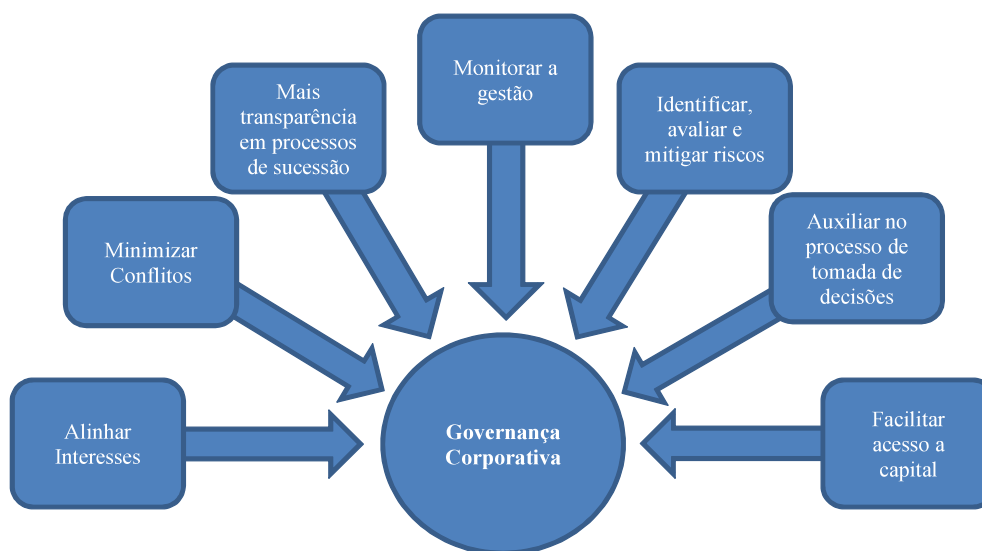 Monitorar a
gestão
Mais
transparência
em processos
de sucessão
Identificar,
avaliar e
mitigar riscos
Minimizar
Conflitos
Auxiliar no
processo de
tomada de
decisões
Alinhar
Interesses
Governança
Corporativa
Facilitar
acesso a
capital